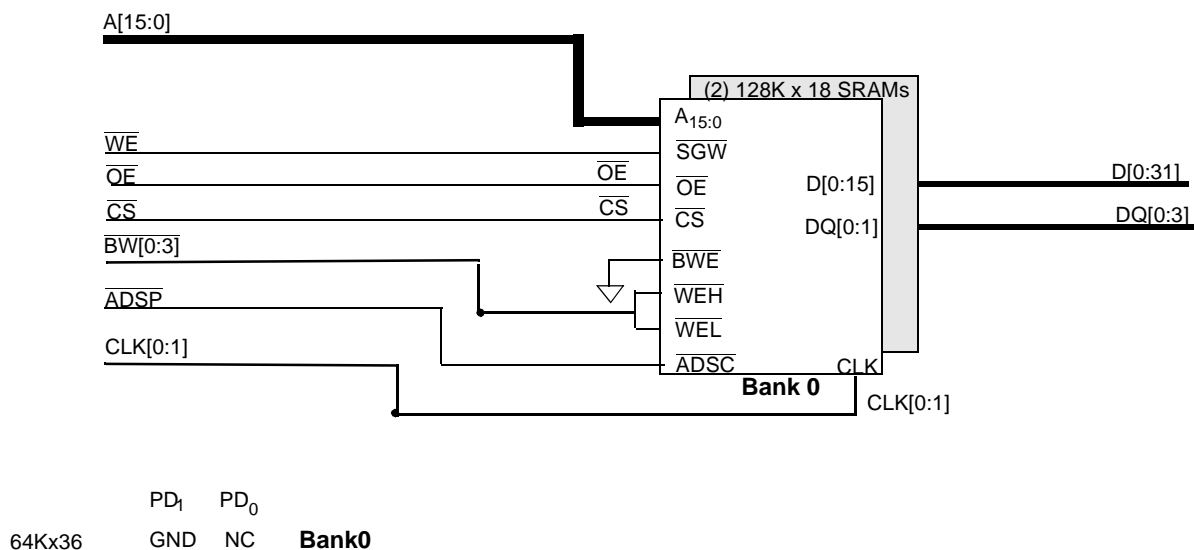 A[15:0]
(2) 128K x 18 SRAMs
A15:0
WE
SGW
OE
OE
OE
D[0:15]
D[0:31]
CS
CS
CS
DQ[0:1]
DQ[0:3]
BW[0:3]
BWE
ADSP
WEH
WEL
CLK[0:1]
ADSC
CLK
Bank 0
CLK[0:1]
PD1 PD0
64Kx36 GND NC Bank0